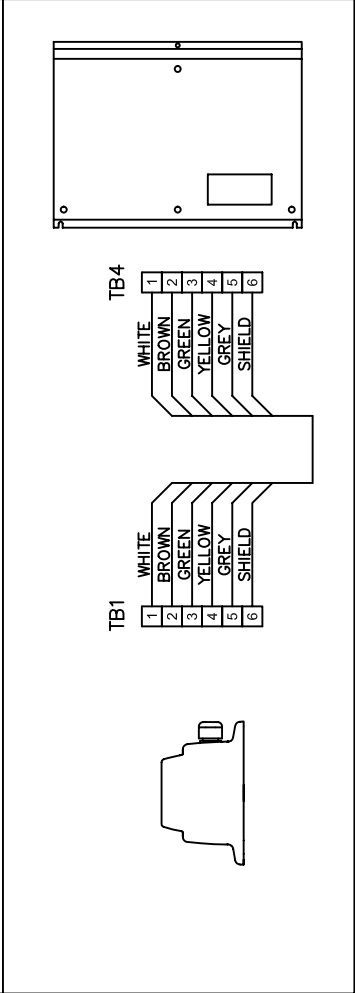 TB4
1
2
3
4
5
6
WHITE
BROWN
GREEN
YELLOW
GREY
SHIELD
WHITE
BROWN
GREEN
YELLOW
GREY
SHIELD
TB1
1
2
3
4
5
6